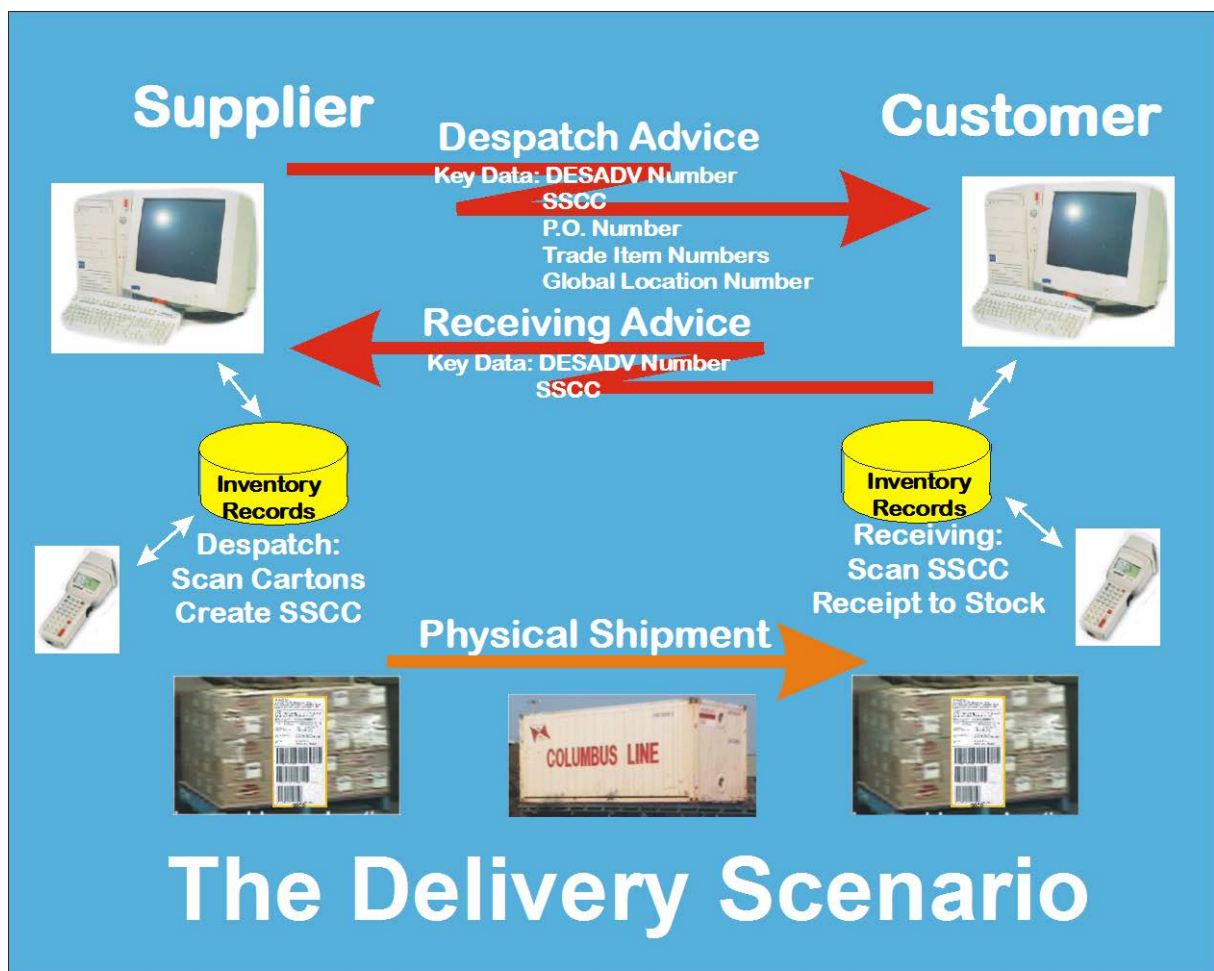 Supplier
Customer
Despatch Advice
Key Data: DESADV Number
SSCC
P.O. Number
Trade Item Numbers
Global Location Number
Receiving Advice
Key Data: DESADV Number
SSCC
Inventory
Records
Despatch:
Scan Cartons
Create SSCC
Inventory
Records
Receiving:
Scan SSCC
Receipt to Stock
Physical Shipment
COLUMBUS LINE
The Delivery Scenario